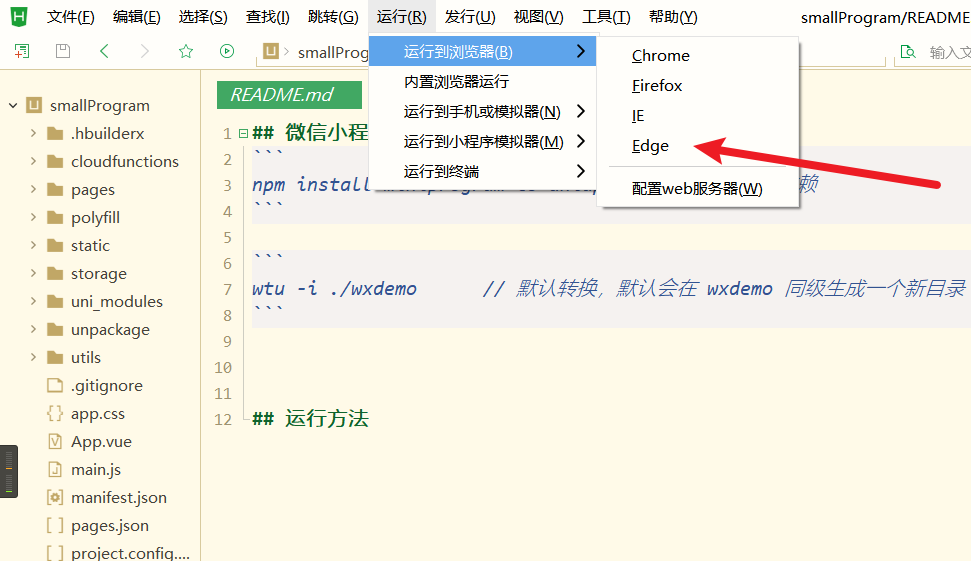 文件(F) 编辑(E) 选择(S) 查找(I) 跳转(G) 运行(R) 发行(U) 视图(V) 工具(T) 帮助(Y) smallProgram/README
smallProg
输入文
运行到浏览器(B)
内置浏览器运行
运行到手机或模拟器(N)
运行到小程序模拟器(M)
运行到终端
Chrome
Firefox
IE
Edge
配置web服务器(W)
smallProgram
.hbuilderx
cloudfunctions
pages
polyfill
static
storage
uni_modules
unpackage
utils
.gitignore
app.css
App.vue
main.js
manifest.json
pages.json
project.config....
README.md
1 ## 微信小程
2 ```
3 npm install 赖
4 ```
5
6 ```
7 wtu -i ./wxdemo // 默认转换，默认会在 wxdemo 同级生成一个新目录
8 ```
9
10
11
12 ## 运行方法